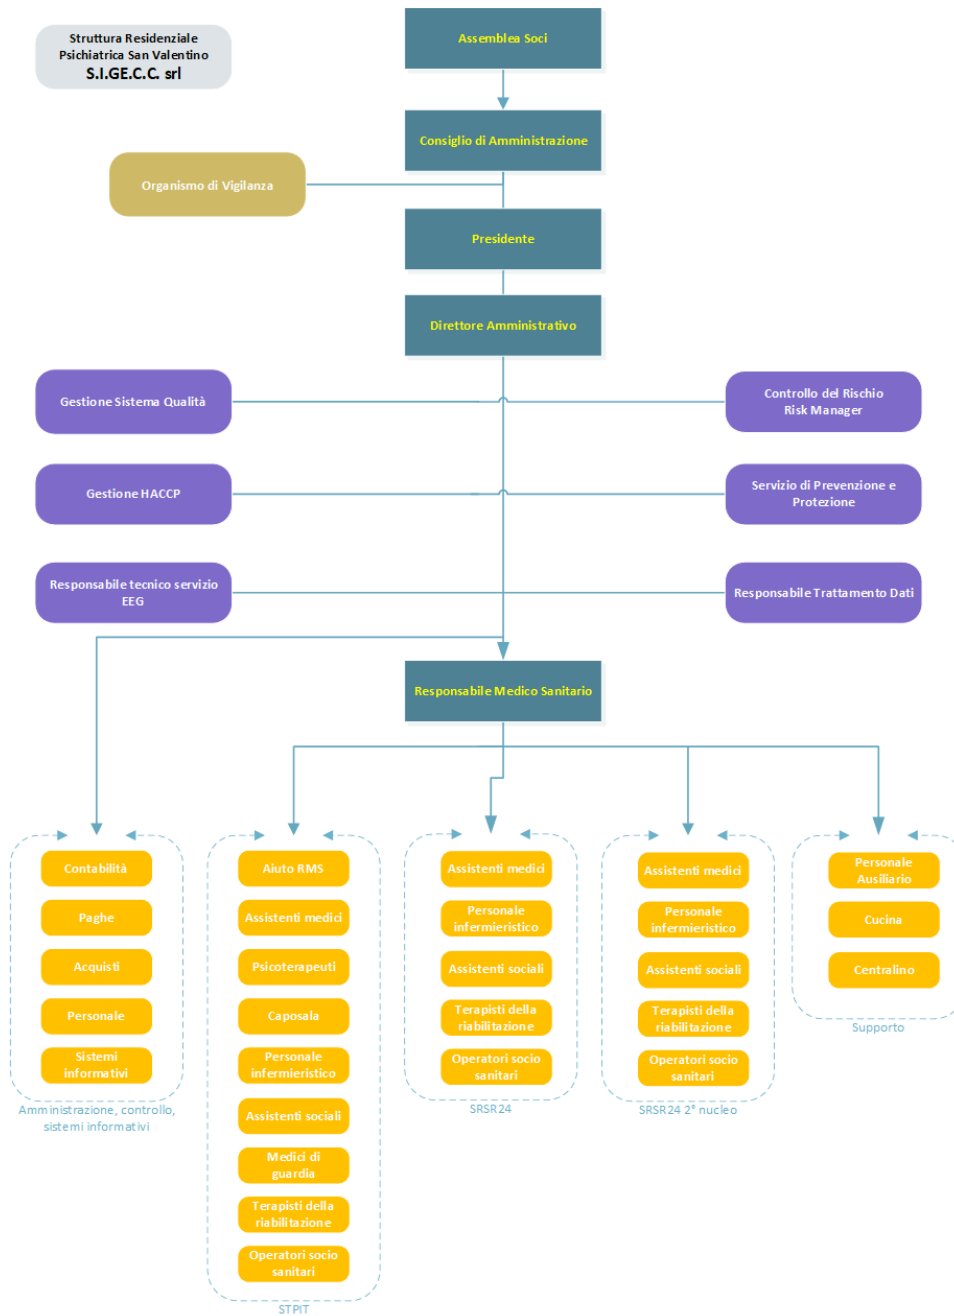 Struttura Residenziale
Psichiatrica San Valentino
S.I.GE.C.C. srl
Assemblea Soci
Consiglio di Amministrazione
Organismo di Vigilanza
Presidente
Direttore Amministrativo
Gestione Sistema Qualità
Controllo del Rischio
Risk Manager
Gestione HACCP
Servizio di Prevenzione e
Protezione
Responsabile tecnico servizio
EEG
Responsabile Trattamento Dati
Responsabile Medico Sanitario
Contabilità
Paghe
Acquisti
Personale
Sistemi
informativi
Amministrazione, controllo,
sistemi informativi
Aiuto RMS
Assistenti medici
Psicoterapeuti
Caposala
Personale
infermieristico
Assistenti sociali
Medici di
guardia
Terapisti della
riabilitazione
Operatori socio
sanitari
STPIT
Assistenti medici
Personale
infermieristico
Assistenti sociali
Terapisti della
riabilitazione
Operatori socio
sanitari
SRSR24
Assistenti medici
Personale
infermieristico
Assistenti sociali
Terapisti della
riabilitazione
Operatori socio
sanitari
SRSR24 2° nucleo
Personale
Ausiliario
Cucina
Centralino
Supporto